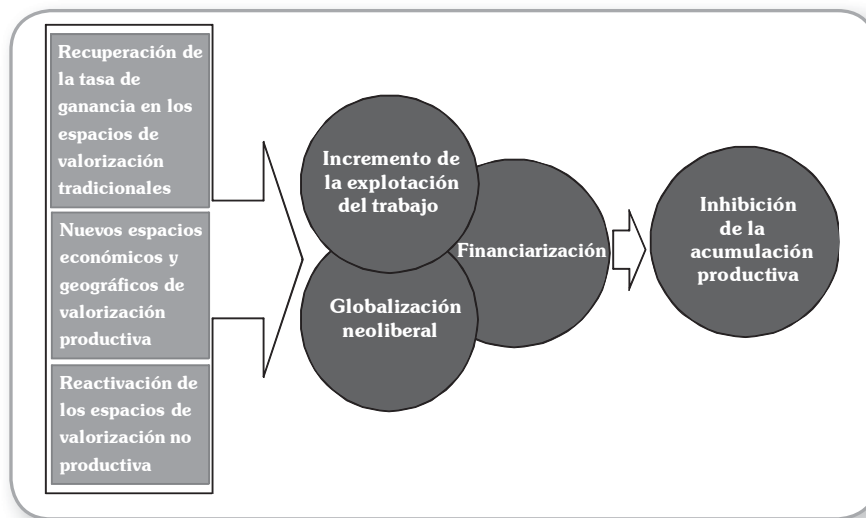 Recuperación de
la tasa de
ganancia en los
espacios de
valorización
tradicionales
Nuevos espacios
económicos y
geográficos de
valorización
productiva
Reactivación de
los espacios de
valorización no
productiva
Incremento de
la explotación
del trabajo
Globalización
neoliberal
Financiarización
Inhibición
de la
acumulación
productiva